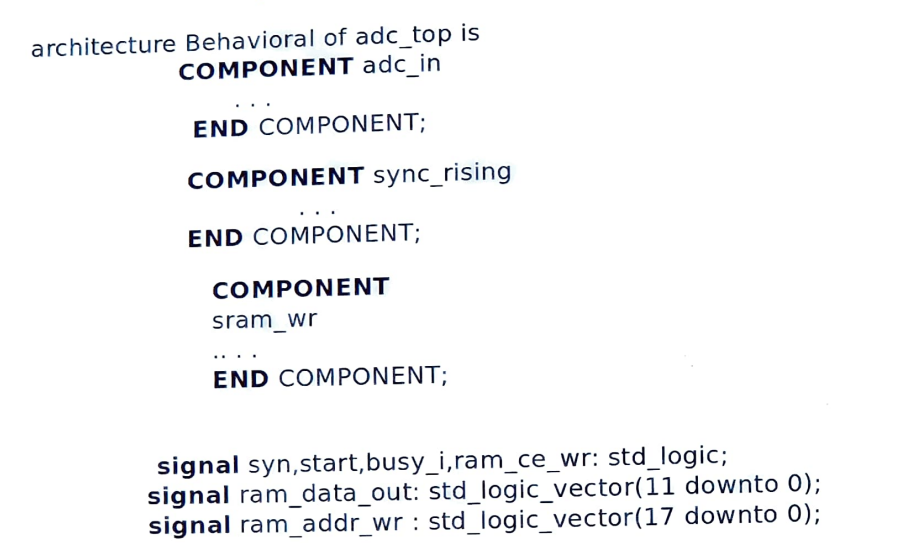 architecture Behavioral of adc_top is
COMPONENT adc_in
. . .
END COMPONENT;
COMPONENT sync_rising
. . .
END COMPONENT;
COMPONENT
sram_wr
.. . .
END COMPONENT;
signal syn,start,busy_i,ram_ce_wr: std_logic;
signal ram_data_out: std_logic_vector(11 downto 0);
signal ram_addr_wr : std_logic_vector(17 downto 0);